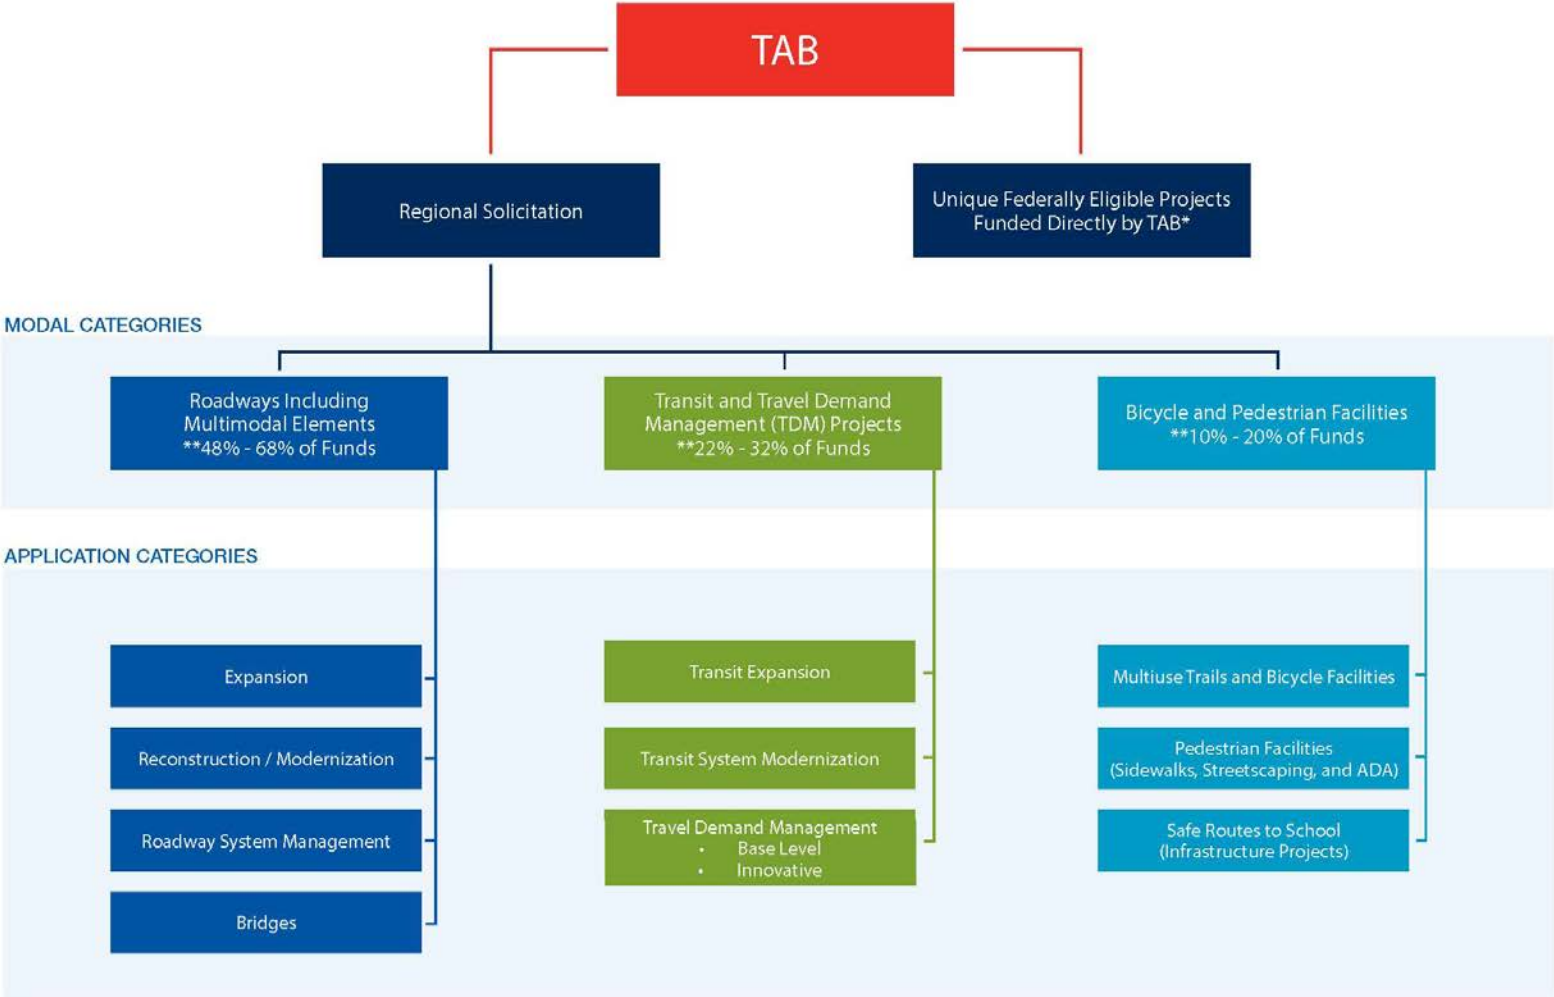 TAB
Regional Solicitation
Unique Federally Eligible Projects
Funded Directly by TAB*
MODAL CATEGORIES
Roadways Including
Multimodal Elements
**48% - 68% of Funds
Transit and Travel Demand
Management (TDM) Projects
**22% - 32% of Funds
Bicycle and Pedestrian Facilities
**10% - 20% of Funds
APPLICATION CATEGORIES
Expansion
Reconstruction / Modernization
Roadway System Management
Bridges
Transit Expansion
Transit System Modernization
Travel Demand Management
• Base Level
• Innovative
Multiuse Trails and Bicycle Facilities
Pedestrian Facilities
(Sidewalks, Streetscaping, and ADA)
Safe Routes to School
(Infrastructure Projects)